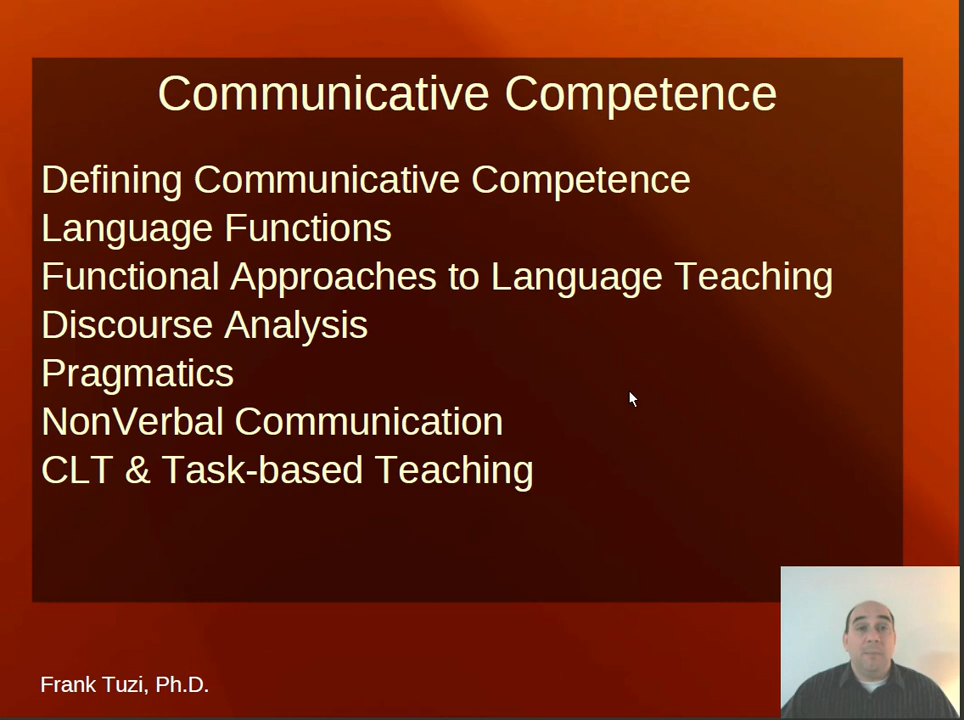 Communicative Competence
Defining Communicative Competence
Language Functions
Functional Approaches to Language Teaching
Discourse Analysis
Pragmatics
NonVerbal Communication
CLT & Task-based Teaching
Frank Tuzi, Ph.D.